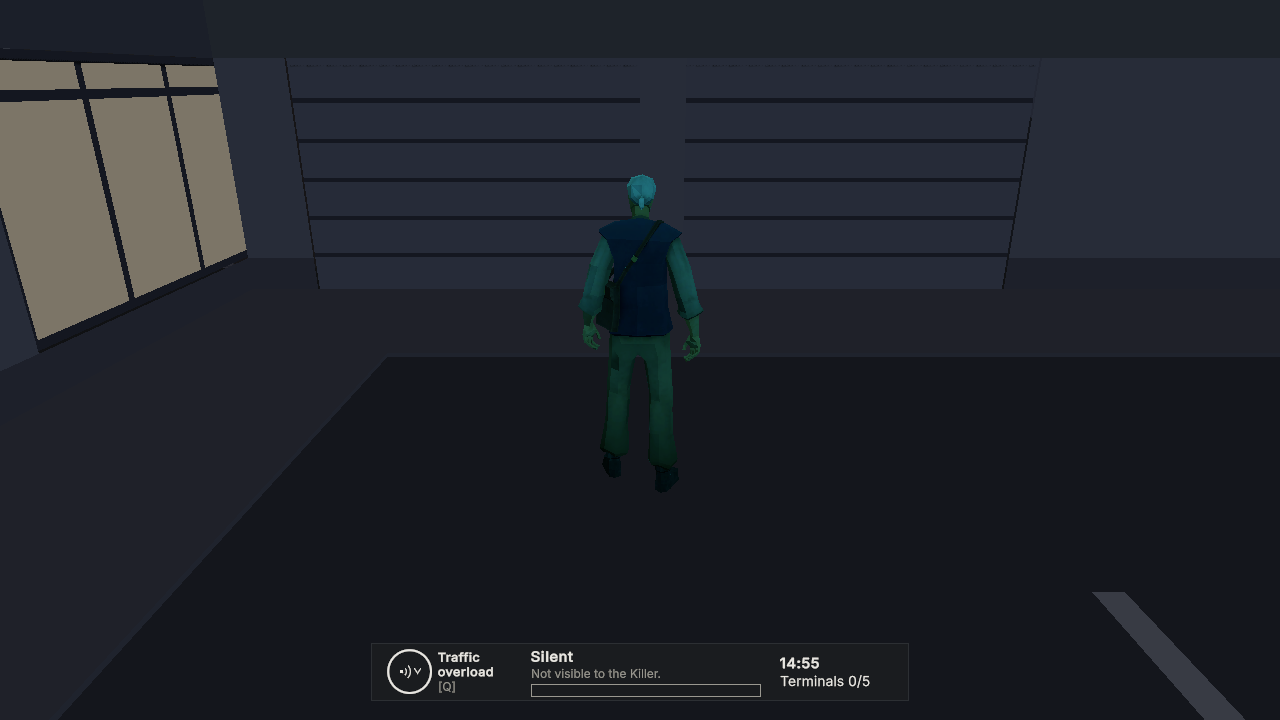 Traffic
overload
[Q]
Silent
Not visible to the Killer.
14:55
Terminals 0/5